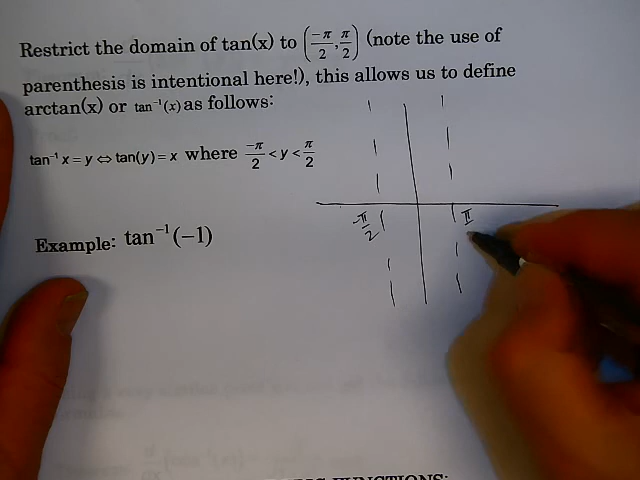 Restrict the domain of tan(x) to (-π/2, π/2) (note the use of
parenthesis is intentional here!), this allows us to define
arctan(x) or tan⁻¹(x) as follows:
tan⁻¹ x = y ⇔ tan(y) = x where -π/2 < y < π/2
-π/2 π
Example: tan⁻¹(−1)